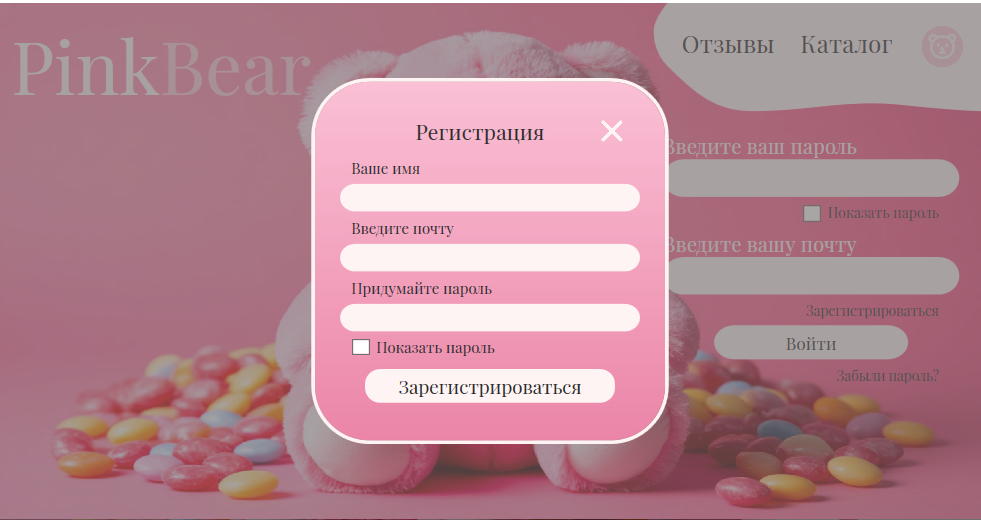 PinkBear
Отзывы
Каталог
Регистрация
Ваше имя
Введите почту
Придумайте пароль
Показать пароль
Зарегистрироваться
Введите ваш пароль
Показать пароль
Введите вашу почту
Зарегистрироваться
Войти
Забыли пароль?